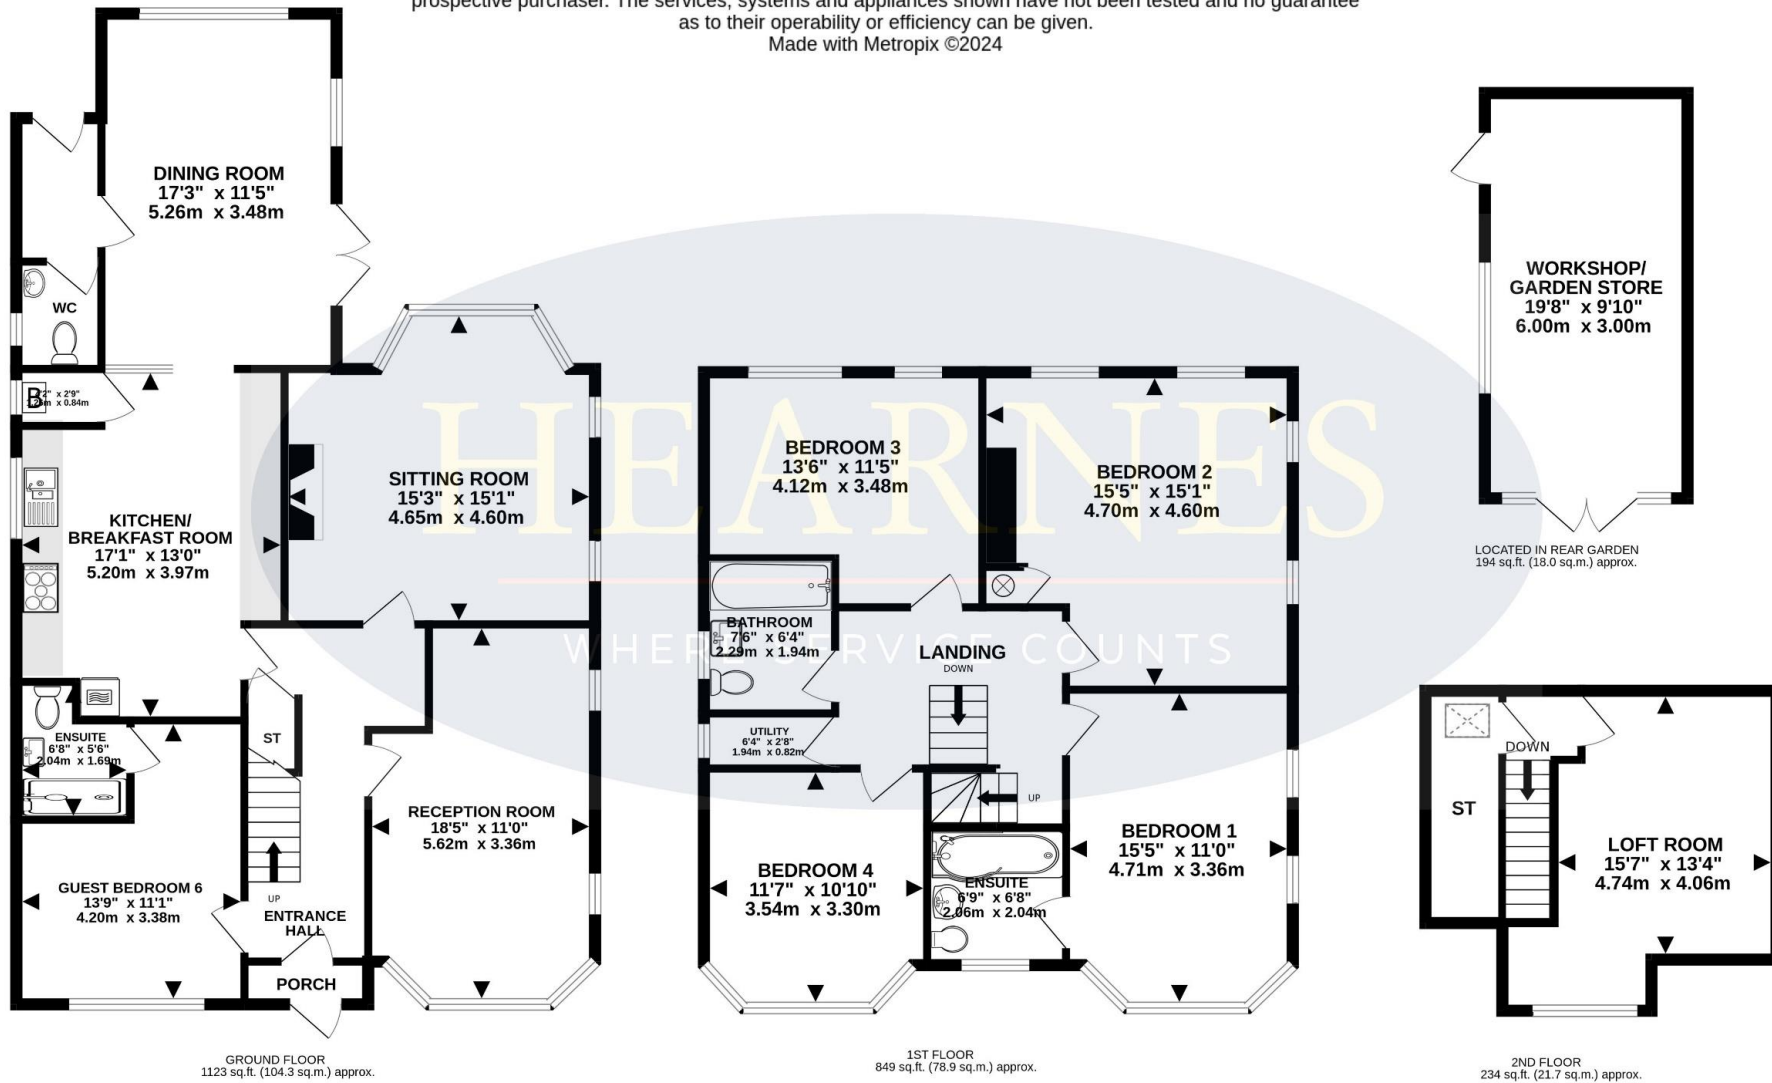 prospective purchaser. The services, systems and appliances shown have not been tested and no guarantee
as to their operability or efficiency can be given.
Made with Metropix ©2024
DINING ROOM
17'3" x 11'5"
5.26m x 3.48m
WC
B
x 2'9"
x 0.84m
KITCHEN/
BREAKFAST ROOM
17'1" x 13'0"
5.20m x 3.97m
SITTING ROOM
15'3" x 15'1"
4.65m x 4.60m
ENSUITE
6'8" x 5'6"
2.04m x 1.69m
ST
RECEPTION ROOM
18'5" x 11'0"
5.62m x 3.36m
GUEST BEDROOM 6
13'9" x 11'1"
4.20m x 3.38m
UP
ENTRANCE
HALL
PORCH
GROUND FLOOR
1123 sq.ft. (104.3 sq.m.) approx.
HEARNES
WHERE SERVICE COUNTS
BEDROOM 3
13'6" x 11'5"
4.12m x 3.48m
BEDROOM 2
15'5" x 15'1"
4.70m x 4.60m
BATHROOM
7'6" x 6'4"
2.29m x 1.94m
LANDING
DOWN
UTILITY
6'4" x 2'8"
1.94m x 0.82m
UP
BEDROOM 4
11'7" x 10'10"
3.54m x 3.30m
ENSUITE
6'9" x 6'8"
2.06m x 2.04m
BEDROOM 1
15'5" x 11'0"
4.71m x 3.36m
1ST FLOOR
849 sq.ft. (78.9 sq.m.) approx.
WORKSHOP/
GARDEN STORE
19'8" x 9'10"
6.00m x 3.00m
LOCATED IN REAR GARDEN
194 sq.ft. (18.0 sq.m.) approx.
DOWN
ST
LOFT ROOM
15'7" x 13'4"
4.74m x 4.06m
2ND FLOOR
234 sq.ft. (21.7 sq.m.) approx.